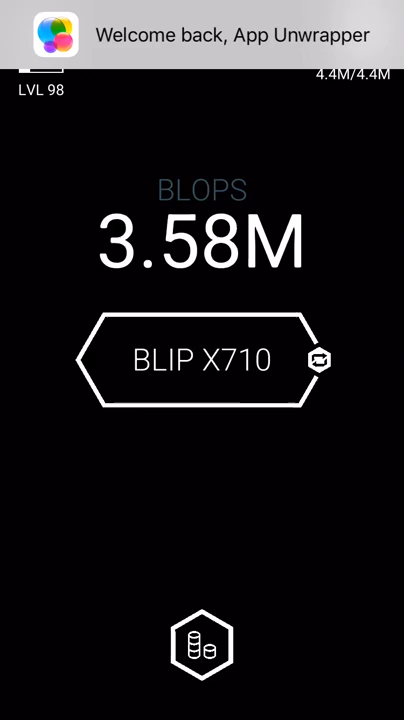 Welcome back, App Unwrapper
4.4M/4.4M
LVL 98
BLOPS
3.58M
BLIP X710